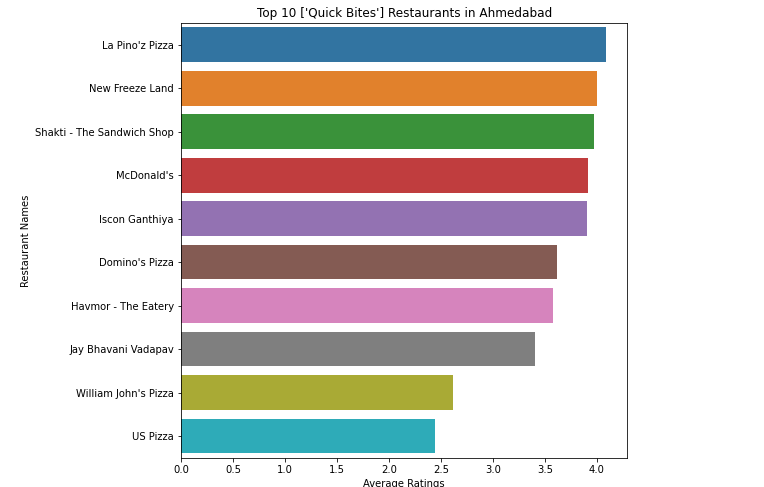 Top 10 ['Quick Bites'] Restaurants in Ahmedabad
Restaurant Names
La Pino'z Pizza
New Freeze Land
Shakti - The Sandwich Shop
McDonald's
Iscon Ganthiya
Domino's Pizza
Havmor - The Eatery
Jay Bhavani Vadapav
William John's Pizza
US Pizza
0.0 0.5 1.0 1.5 2.0 2.5 3.0 3.5 4.0
Average Ratings